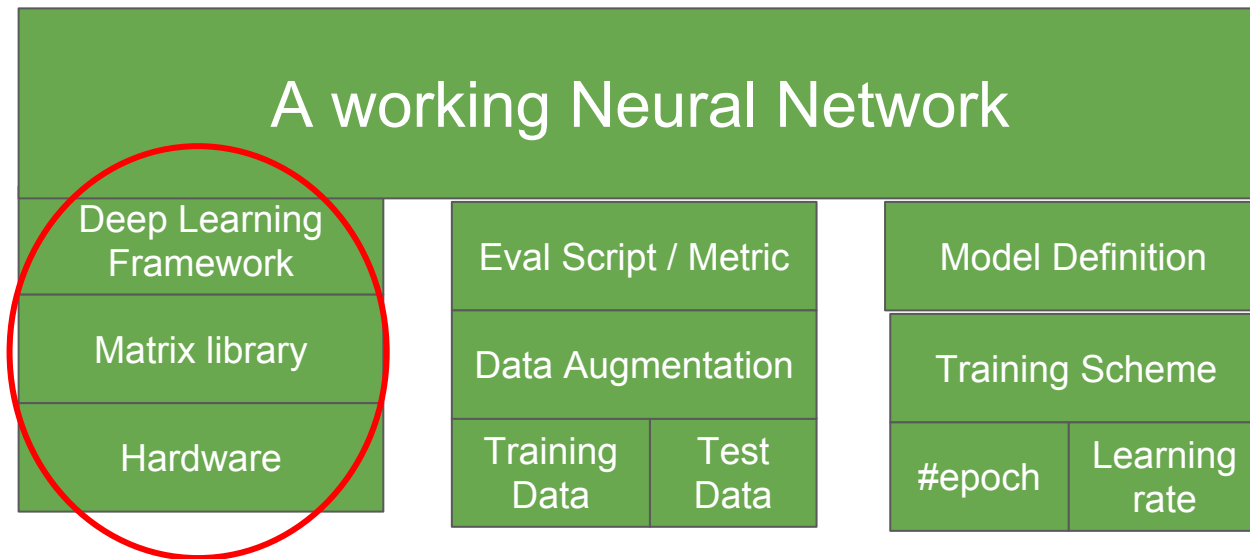 A working Neural Network
Deep Learning
Framework
Matrix library
Hardware
Eval Script / Metric
Data Augmentation
Training
Data
Test
Data
Model Definition
Training Scheme
#epoch
Learning
rate